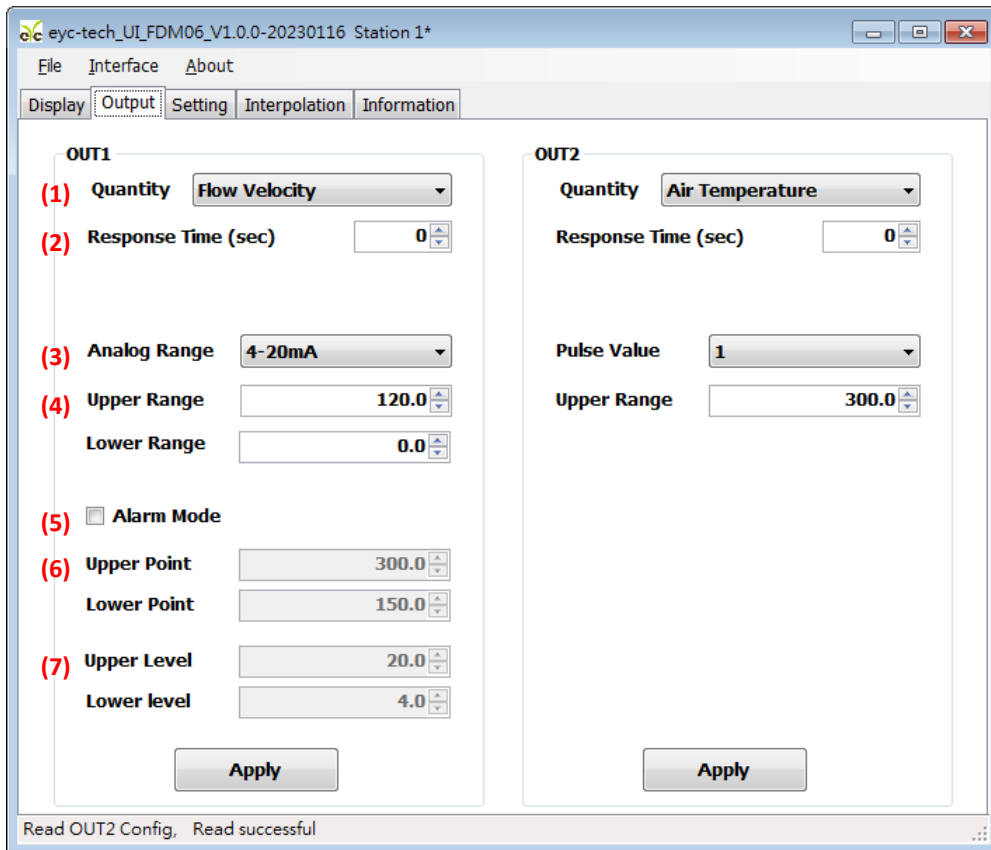 eyc eyc-tech_UI_FDM06_V1.0.0-20230116 Station 1*
File Interface About
Display Output Setting Interpolation Information
OUT1
(1) Quantity Flow Velocity
(2) Response Time (sec) 0
(3) Analog Range 4-20mA
(4) Upper Range 120.0
Lower Range 0.0
(5) Alarm Mode
(6) Upper Point 300.0
Lower Point 150.0
(7) Upper Level 20.0
Lower level 4.0
Apply
OUT2
Quantity Air Temperature
Response Time (sec) 0
Pulse Value 1
Upper Range 300.0
Apply
Read OUT2 Config, Read successful